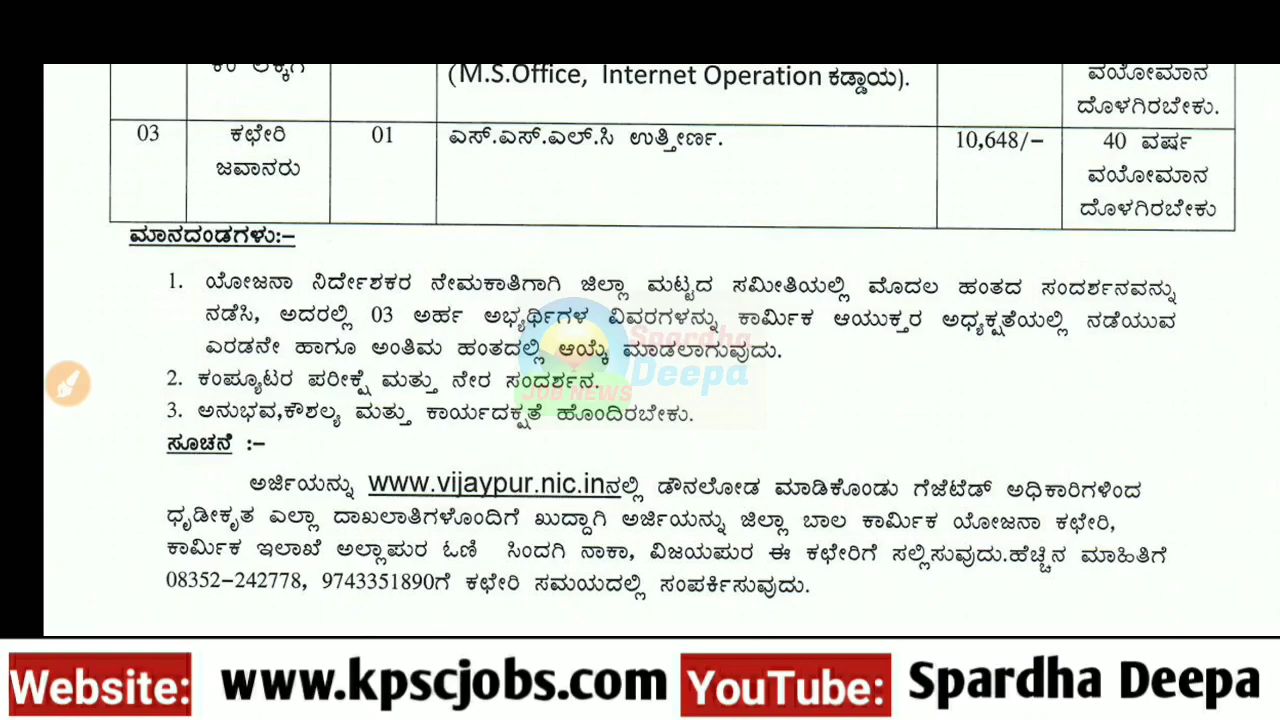 (M.S.Office, Internet Operation ಕಡ್ಡಾಯ).
ವಯೋಮಾನ
ದೊಳಗಿರಬೇಕು.
03 ಕಛೇರಿ 01 ಎಸ್.ಎಸ್.ಎಲ್.ಸಿ ಉತ್ತೀರ್ಣ. 10,648/- 40 ವರ್ಷ
ಜವಾನರು ವಯೋಮಾನ
ದೊಳಗಿರಬೇಕು
ಮಾನದಂಡಗಳು:-
1. ಯೋಜನಾ ನಿರ್ದೇಶಕರ ನೇಮಕಾತಿಗಾಗಿ ಜಿಲ್ಲಾ ಮಟ್ಟದ ಸಮೀತಿಯಲ್ಲಿ ಮೊದಲ ಹಂತದ ಸಂದರ್ಶನವನ್ನು
ನಡೆಸಿ, ಅದರಲ್ಲಿ 03 ಅರ್ಹ ಅಭ್ಯರ್ಥಿಗಳ ವಿವರಗಳನ್ನು ಕಾರ್ಮಿಕ ಆಯುಕ್ತರ ಅಧ್ಯಕ್ಷತೆಯಲ್ಲಿ ನಡೆಯುವ
ಎರಡನೇ ಹಾಗೂ ಅಂತಿಮ ಹಂತದಲ್ಲಿ ಆಯ್ಕೆ ಮಾಡಲಾಗುವುದು.
2. ಕಂಪ್ಯೂಟರ ಪರೀಕ್ಷೆ ಮತ್ತು ನೇರ ಸಂದರ್ಶನ.
3. ಅನುಭವ,ಕೌಶಲ್ಯ ಮತ್ತು ಕಾರ್ಯದಕ್ಷತೆ ಹೊಂದಿರಬೇಕು.
Spardha
Deepa
JOB NEWS
ಸೂಚನೆ :-
ಅರ್ಜಿಯನ್ನು www.vijaypur.nic.inನಲ್ಲಿ ಡೌನಲೋಡ ಮಾಡಿಕೊಂಡು ಗೆಜೆಟೆಡ್ ಅಧಿಕಾರಿಗಳಿಂದ
ಧೃಡೀಕೃತ ಎಲ್ಲಾ ದಾಖಲಾತಿಗಳೊಂದಿಗೆ ಖುದ್ದಾಗಿ ಅರ್ಜಿಯನ್ನು ಜಿಲ್ಲಾ ಬಾಲ ಕಾರ್ಮಿಕ ಯೋಜನಾ ಕಛೇರಿ,
ಕಾರ್ಮಿಕ ಇಲಾಖೆ ಅಲ್ಲಾಪುರ ಓಣಿ ಸಿಂದಗಿ ನಾಕಾ, ವಿಜಯಪುರ ಈ ಕಛೇರಿಗೆ ಸಲ್ಲಿಸುವುದು.ಹೆಚ್ಚಿನ ಮಾಹಿತಿಗೆ
08352-242778, 9743351890ಗೆ ಕಛೇರಿ ಸಮಯದಲ್ಲಿ ಸಂಪರ್ಕಿಸುವುದು.
Website: www.kpscjobs.com YouTube: Spardha Deepa